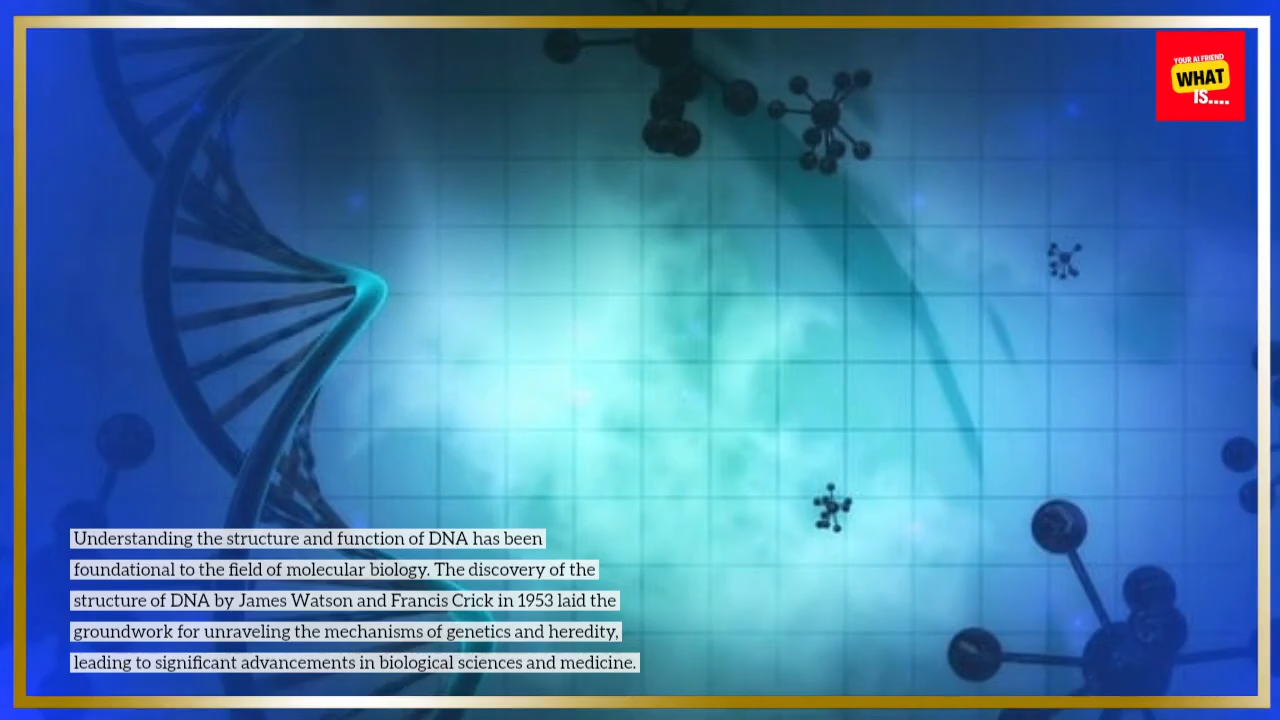 YOUR AI FRIEND
WHAT
IS....
Understanding the structure and function of DNA has been
foundational to the field of molecular biology. The discovery of the
structure of DNA by James Watson and Francis Crick in 1953 laid the
groundwork for unraveling the mechanisms of genetics and heredity,
leading to significant advancements in biological sciences and medicine.